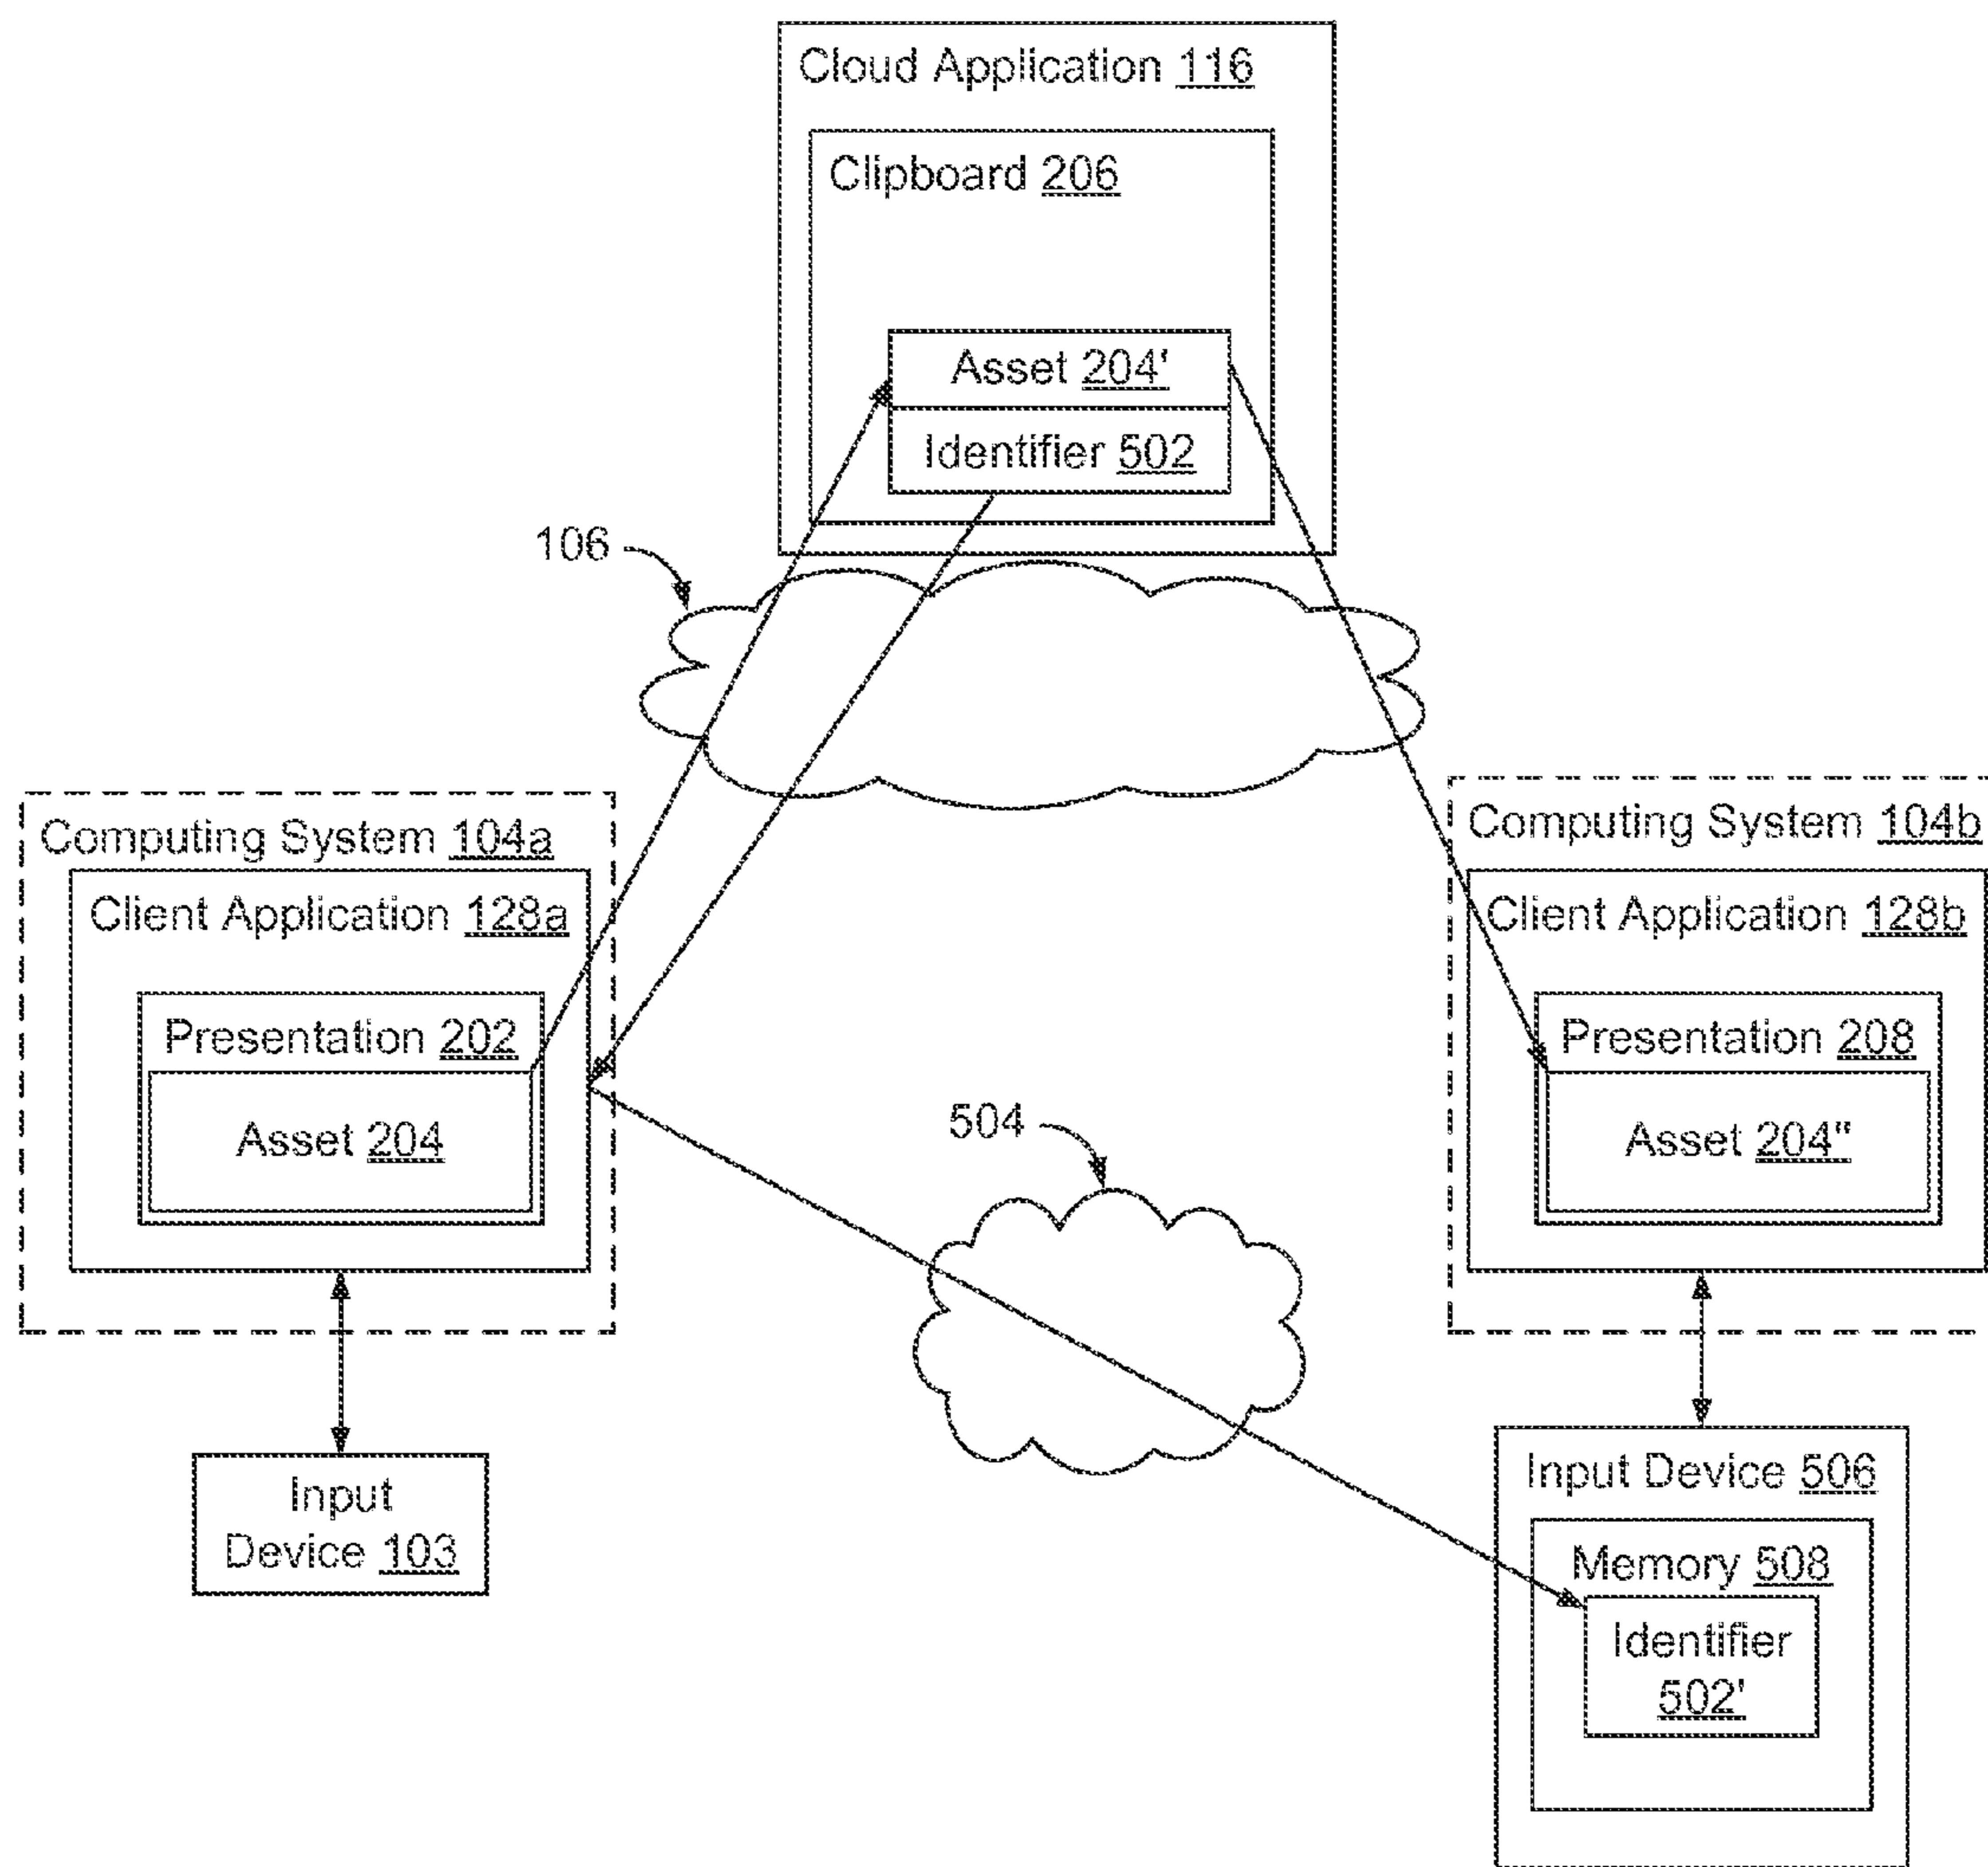 Cloud Application 116
Clipboard 206
Asset 204'
Identifier 502
106
Computing System 104a
Client Application 128a
Presentation 202
Asset 204
Computing System 104b
Client Application 128b
Presentation 208
Asset 204"
504
Input
Device 103
Input Device 506
Memory 508
Identifier
502'